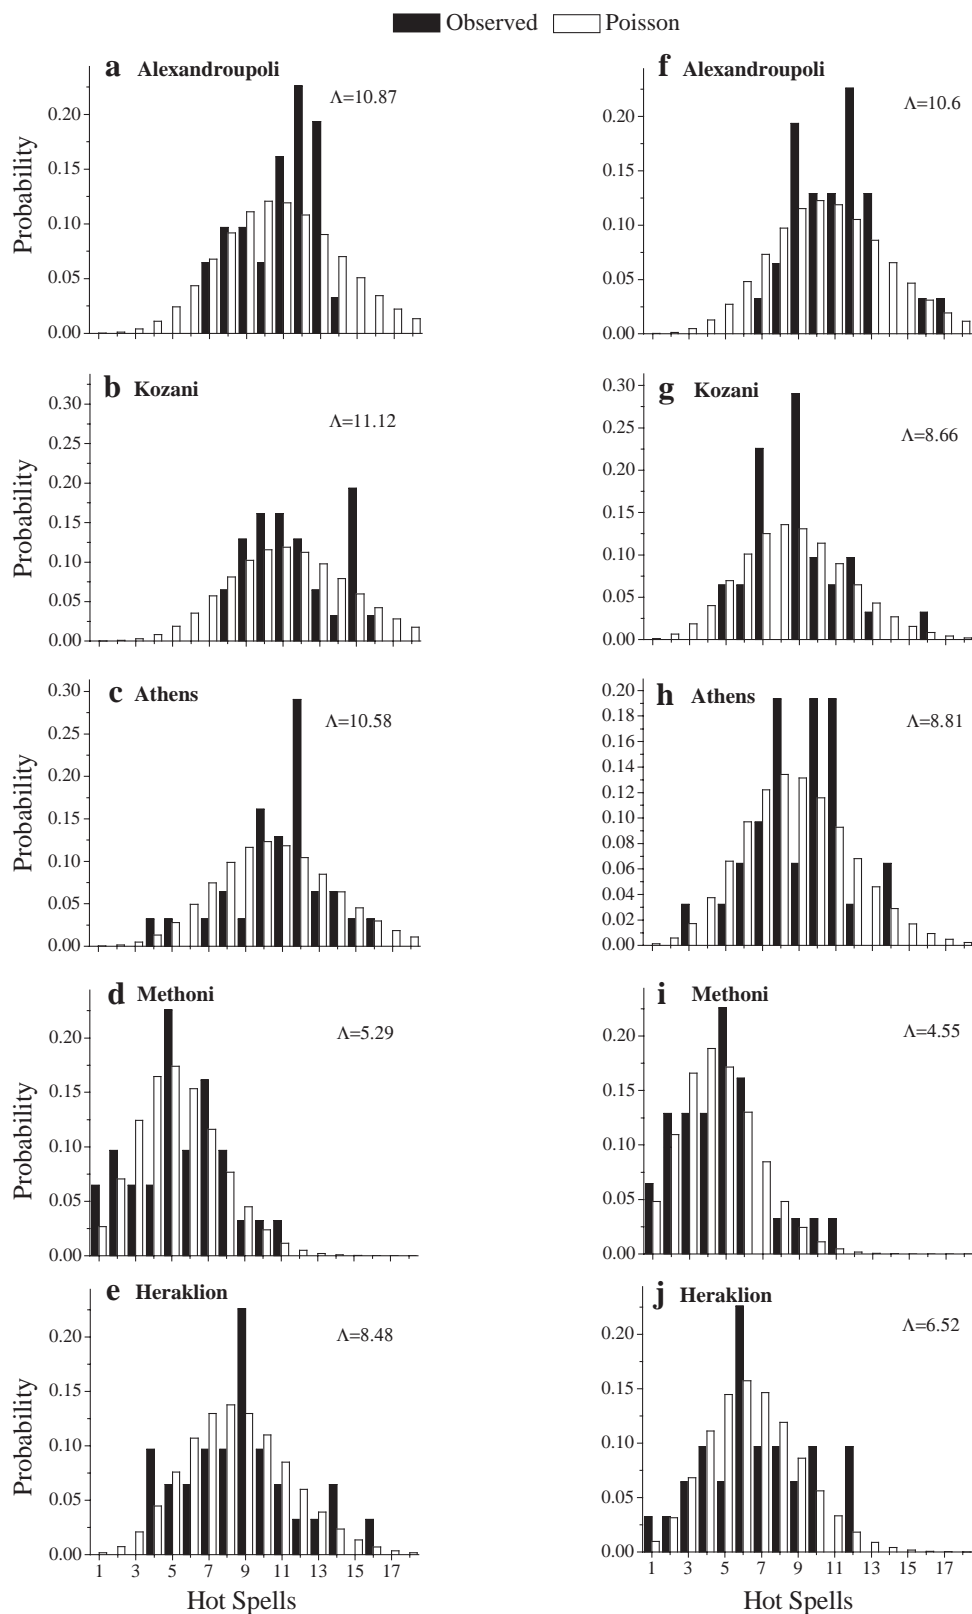 Observed Poisson
a Alexandroupoli
Λ=10.87
Probability
0.20
0.15
0.10
0.05
0.00
f Alexandroupoli
Λ=10.6
0.20
0.15
0.10
0.05
0.00
b Kozani
Λ=11.12
Probability
0.30
0.25
0.20
0.15
0.10
0.05
0.00
g Kozani
Λ=8.66
0.30
0.25
0.20
0.15
0.10
0.05
0.00
c Athens
Λ=10.58
0.30
0.25
0.20
0.15
0.10
0.05
0.00
Probability
h Athens
Λ=8.81
0.20
0.18
0.16
0.14
0.12
0.10
0.08
0.06
0.04
0.02
0.00
d Methoni
Λ=5.29
Probability
0.20
0.15
0.10
0.05
0.00
i Methoni
Λ=4.55
0.20
0.15
0.10
0.05
0.00
e Heraklion
Λ=8.48
Probability
0.20
0.15
0.10
0.05
0.00
1 3 5 7 9 11 13 15 17
Hot Spells
j Heraklion
Λ=6.52
0.20
0.15
0.10
0.05
0.00
1 3 5 7 9 11 13 15 17
Hot Spells